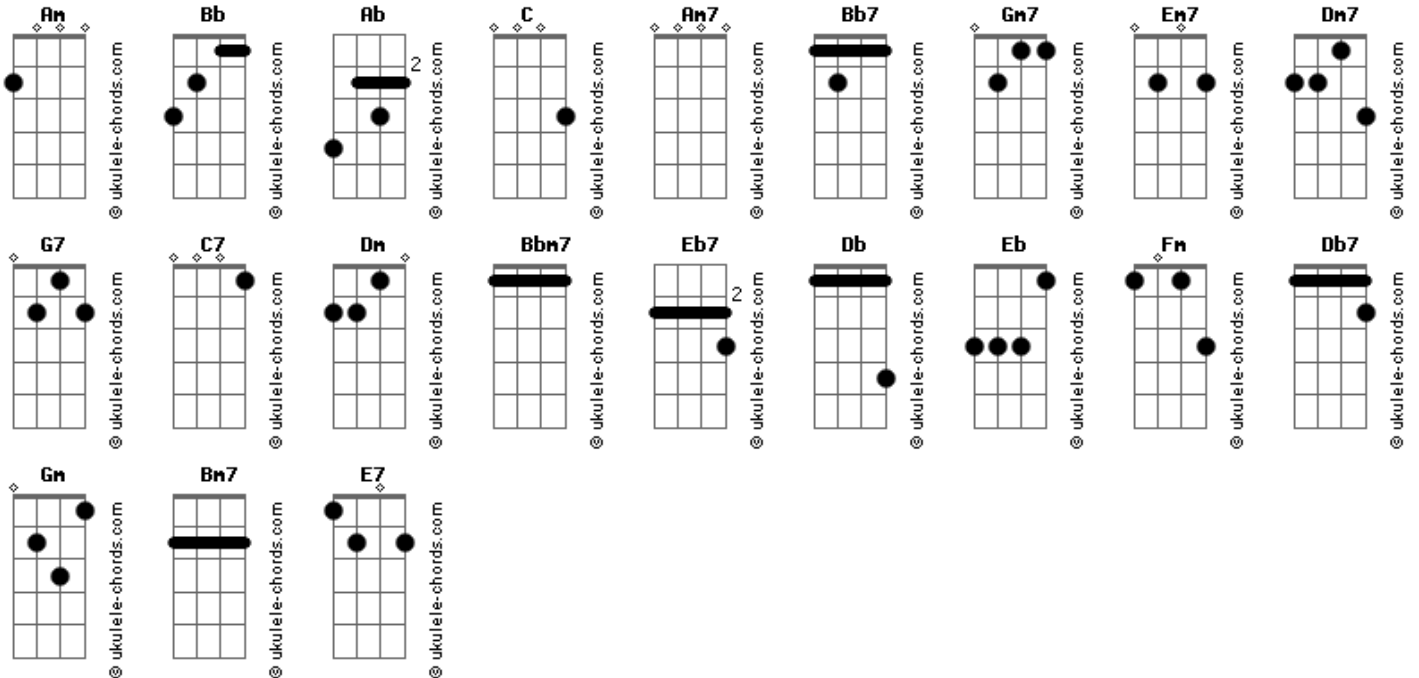 Am Bb Ab C Am7 Bb7 Gm7 Em7 Dm7
2
© ukulele-chords.com © ukulele-chords.com © ukulele-chords.com © ukulele-chords.com © ukulele-chords.com © ukulele-chords.com © ukulele-chords.com © ukulele-chords.com © ukulele-chords.com
G7 C7 Dm Bbm7 Eb7 Db Eb Fm Db7
2
© ukulele-chords.com © ukulele-chords.com © ukulele-chords.com © ukulele-chords.com © ukulele-chords.com © ukulele-chords.com © ukulele-chords.com © ukulele-chords.com © ukulele-chords.com
Gm Bm7 E7
© ukulele-chords.com © ukulele-chords.com © ukulele-chords.com